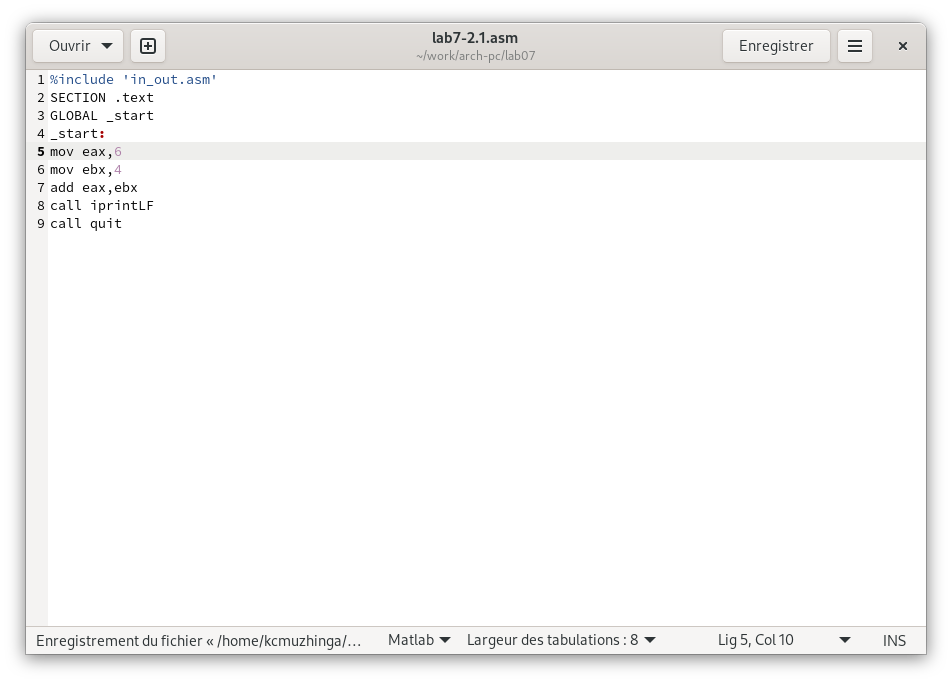 Ouvrir
lab7-2.1.asm
~/work/arch-pc/lab07
Enregistrer
1 %include 'in_out.asm'
2 SECTION .text
3 GLOBAL _start
4 _start:
5 mov eax,6
6 mov ebx,4
7 add eax,ebx
8 call iprintLF
9 call quit
Enregistrement du fichier « /home/kcmuzhinga/… Matlab Largeur des tabulations : 8 Lig 5, Col 10 INS